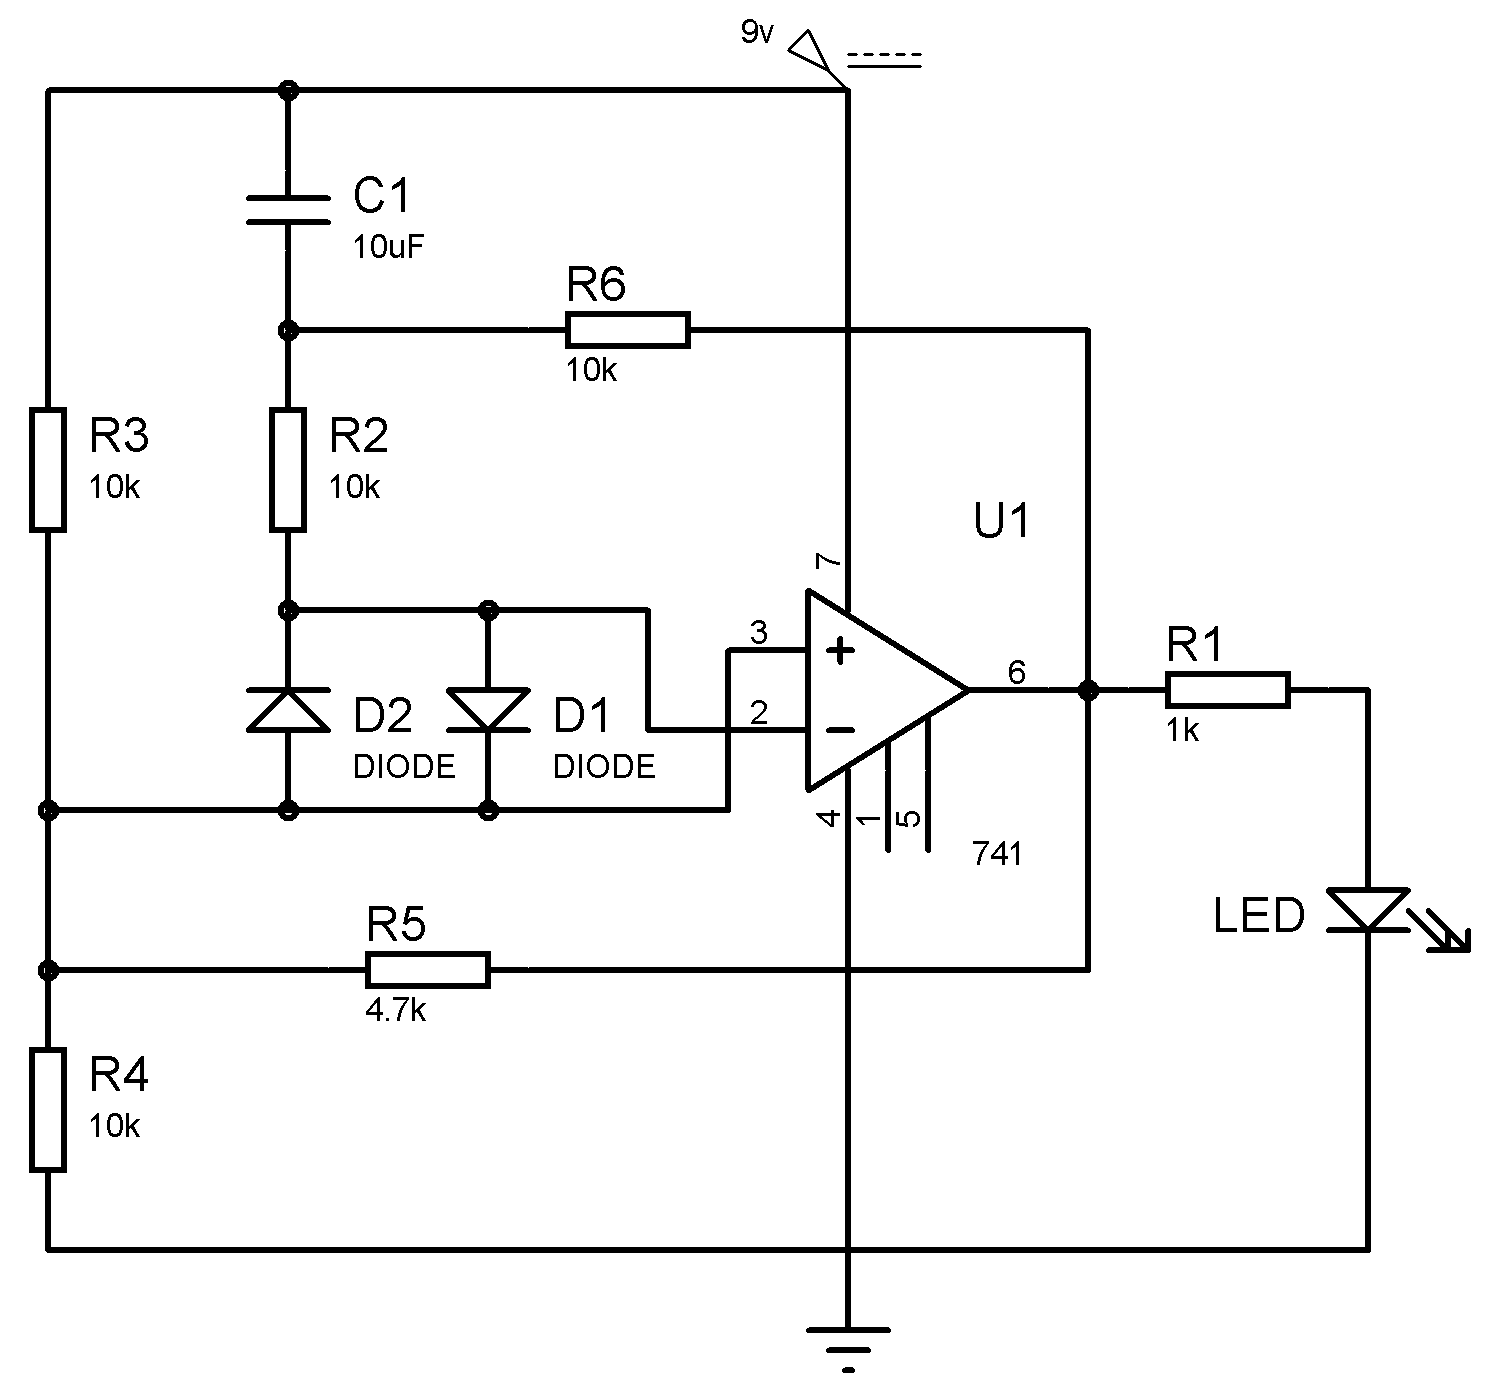 9v
C1
10uF
R6
10k
R3
10k
R2
10k
U1
7
3
6
R1
1k
2
D2
DIODE
D1
DIODE
4
1
5
741
LED
R5
4.7k
R4
10k